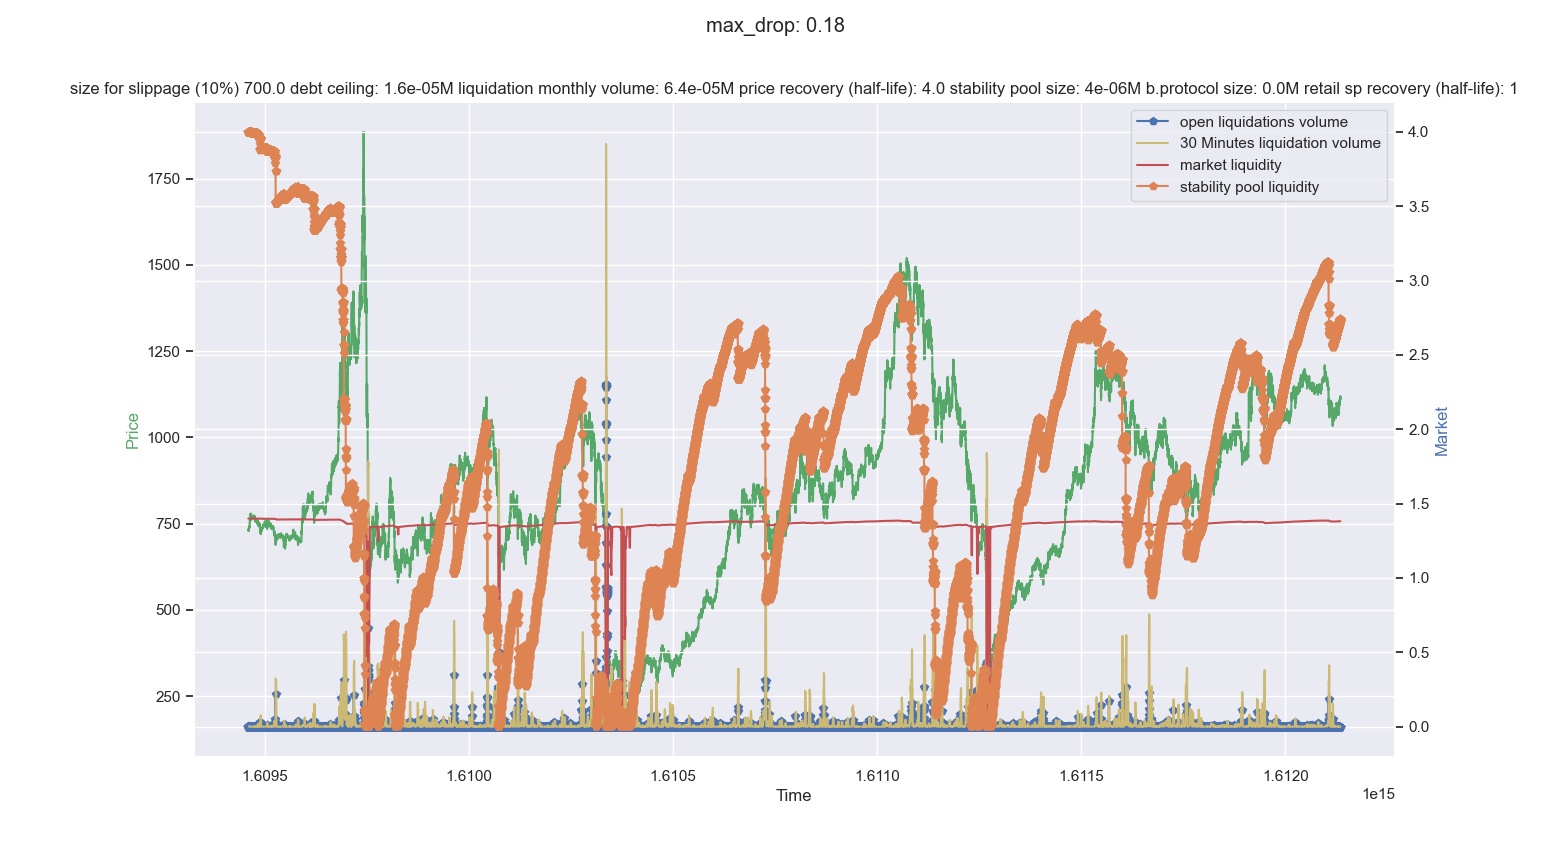 max_drop: 0.18
size for slippage (10%) 700.0 debt ceiling: 1.6e-05M liquidation monthly volume: 6.4e-05M price recovery (half-life): 4.0 stability pool size: 4e-06M b.protocol size: 0.0M retail sp recovery (half-life): 1
open liquidations volume
30 Minutes liquidation volume
market liquidity
stability pool liquidity
1750
1500
1250
1000
750
500
250
Price
4.0
3.5
3.0
2.5
2.0
1.5
1.0
0.5
0.0
Market
1.6095 1.6100 1.6105 1.6110 1.6115 1.6120
Time
1e15